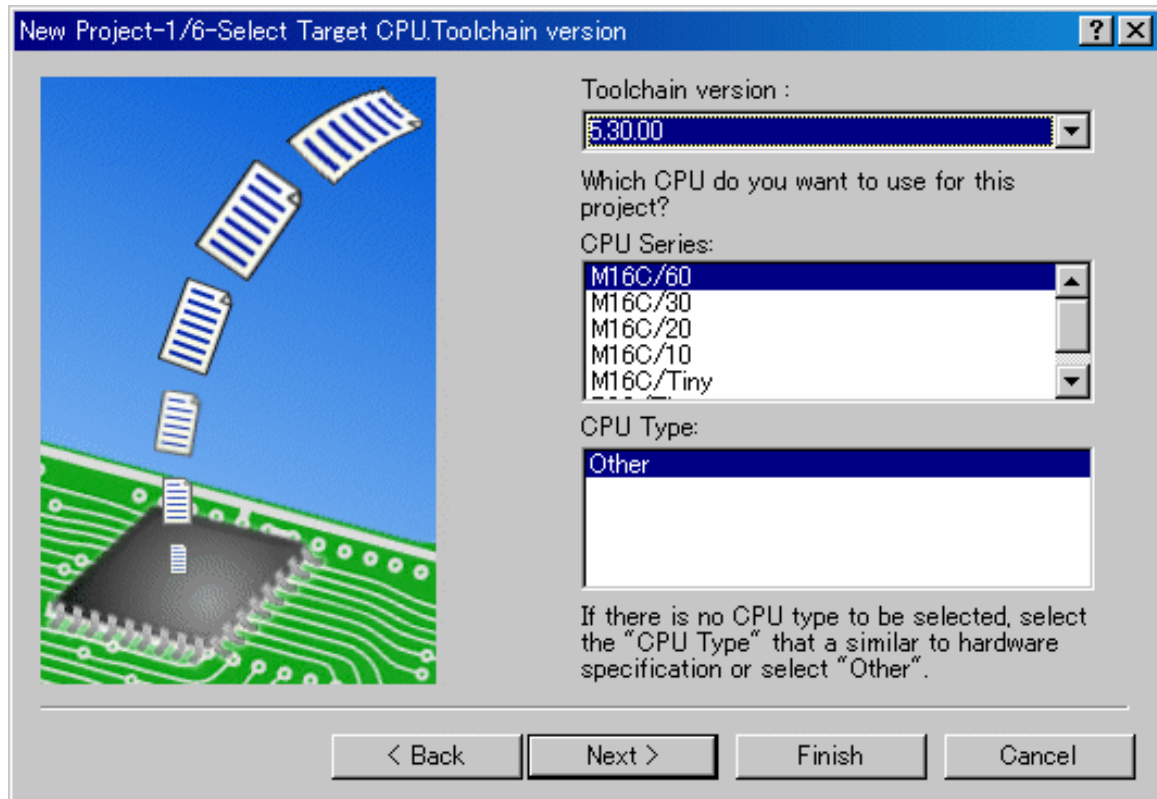 New Project-1/6-Select Target CPU.Toolchain version
Toolchain version :
5.30.00
Which CPU do you want to use for this
project?
CPU Series:
M16C/60
M16C/30
M16C/20
M16C/10
M16C/Tiny
CPU Type:
Other
If there is no CPU type to be selected, select
the "CPU Type" that a similar to hardware
specification or select "Other".
< Back
Next >
Finish
Cancel